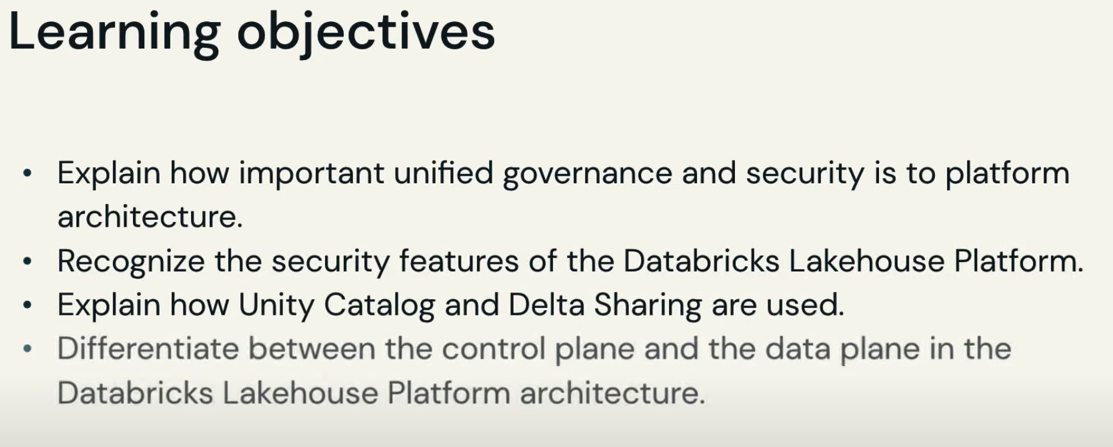 Learning objectives
• Explain how important unified governance and security is to platform
architecture.
• Recognize the security features of the Databricks Lakehouse Platform.
• Explain how Unity Catalog and Delta Sharing are used.
• Differentiate between the control plane and the data plane in the
Databricks Lakehouse Platform architecture.